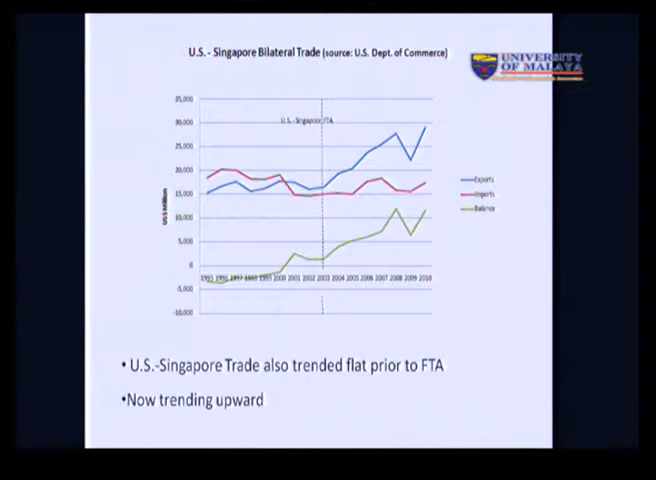 U.S. - Singapore Bilateral Trade (source: U.S. Dept. of Commerce)
UNIVERSITY
OF MALAYA
35,000
U.S. - Singapore FTA
30,000
25,000
20,000
15,000
10,000
5,000
0
-5,000
-10,000
US$ Million
1995 1996 1997 1998 1999 2000 2001 2002 2003 2004 2005 2006 2007 2008 2009 2010
Exports
Imports
Balance
• U.S.-Singapore Trade also trended flat prior to FTA
•Now trending upward